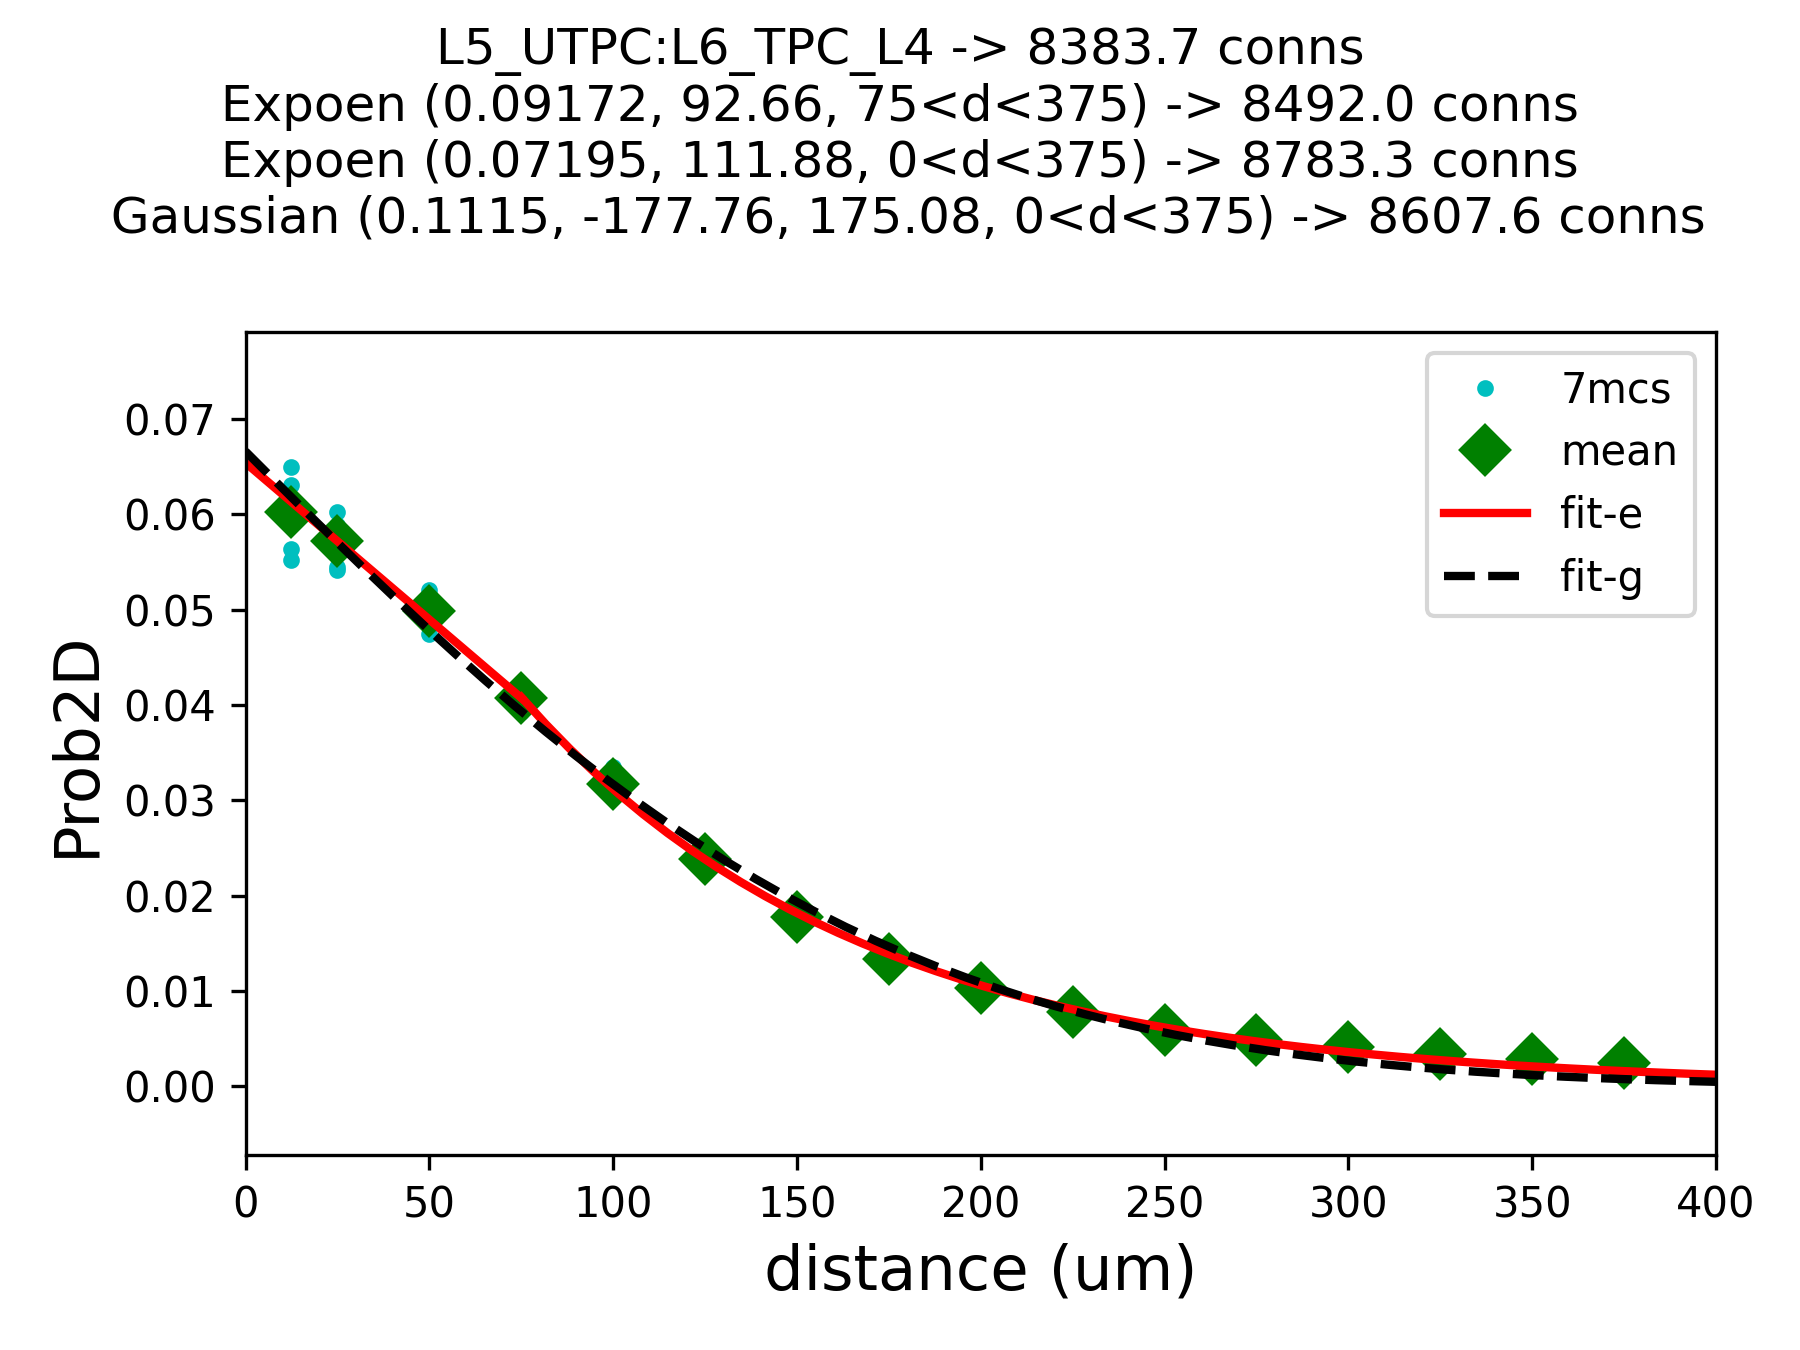 L5_UTPC:L6_TPC_L4 -> 8383.7 conns
Expoen (0.09172, 92.66, 75<d<375) -> 8492.0 conns
Expoen (0.07195, 111.88, 0<d<375) -> 8783.3 conns
Gaussian (0.1115, -177.76, 175.08, 0<d<375) -> 8607.6 conns
7mcs
mean
fit-e
fit-g
Prob2D
0.07
0.06
0.05
0.04
0.03
0.02
0.01
0.00
0 50 100 150 200 250 300 350 400
distance (um)